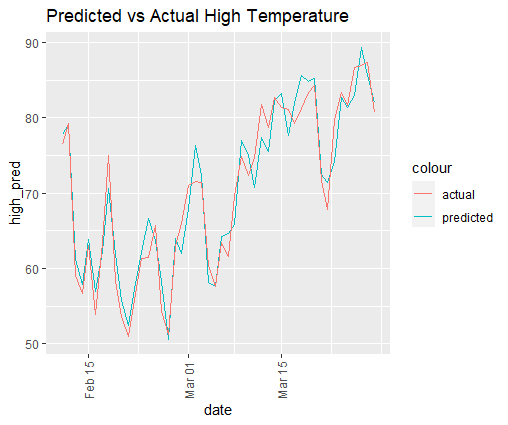 Predicted vs Actual High Temperature
90
80
70
60
50
high_pred
Feb 15
Mar 01
Mar 15
date
colour
actual
predicted